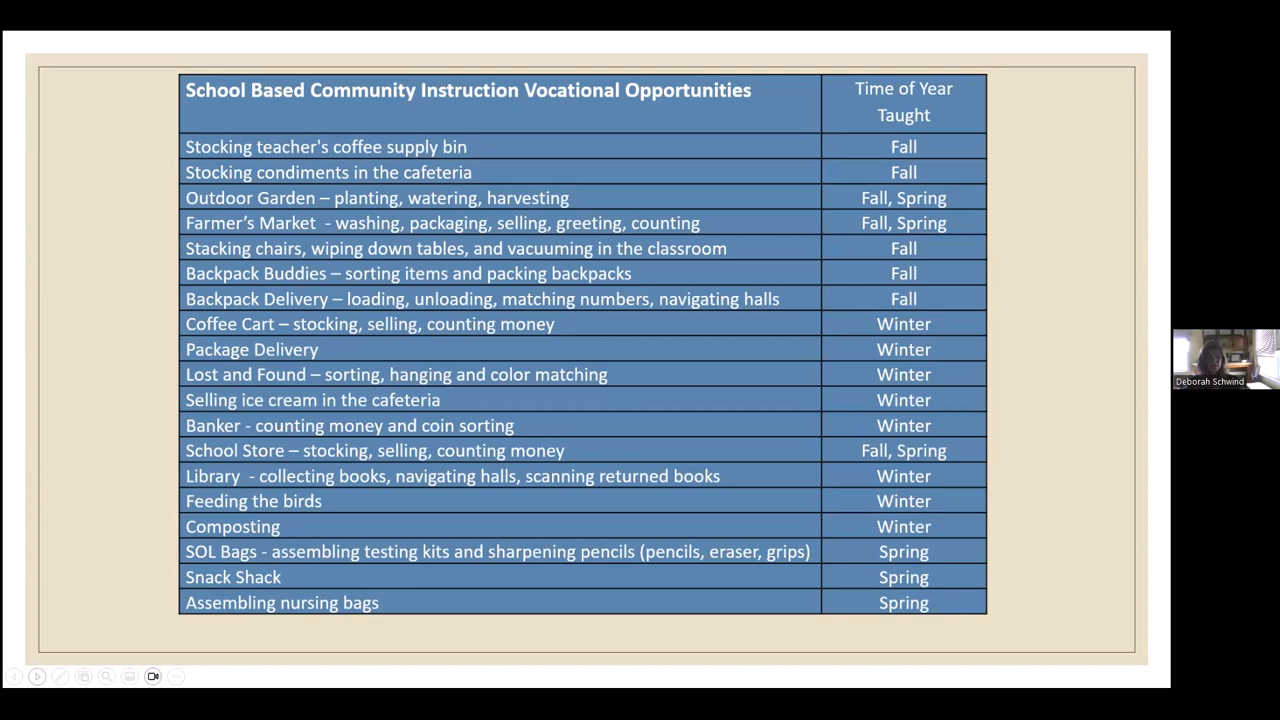 School Based Community Instruction Vocational Opportunities
Time of Year
Taught
Stocking teacher's coffee supply bin Fall
Stocking condiments in the cafeteria Fall
Outdoor Garden – planting, watering, harvesting Fall, Spring
Farmer’s Market - washing, packaging, selling, greeting, counting Fall, Spring
Stacking chairs, wiping down tables, and vacuuming in the classroom Fall
Backpack Buddies – sorting items and packing backpacks Fall
Backpack Delivery – loading, unloading, matching numbers, navigating halls Fall
Coffee Cart – stocking, selling, counting money Winter
Package Delivery Winter
Lost and Found – sorting, hanging and color matching Winter
Selling ice cream in the cafeteria Winter
Banker - counting money and coin sorting Winter
School Store – stocking, selling, counting money Fall, Spring
Library - collecting books, navigating halls, scanning returned books Winter
Feeding the birds Winter
Composting Winter
SOL Bags - assembling testing kits and sharpening pencils (pencils, eraser, grips) Spring
Snack Shack Spring
Assembling nursing bags Spring
Deborah Schwind